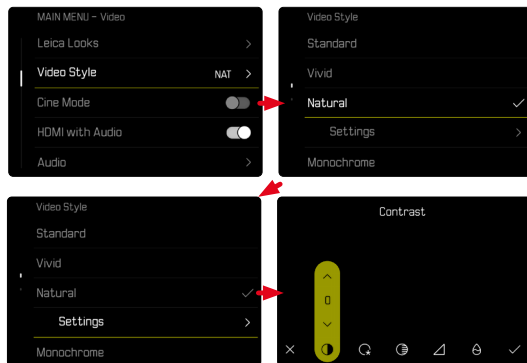 MAIN MENU – Video
Leica Looks
Video Style NAT
Cine Mode
HDMI with Audio
Audio
Video Style
Standard
Vivid
Natural
Settings
Monochrome
Video Style
Standard
Vivid
Natural
Settings
Monochrome
Contrast
0